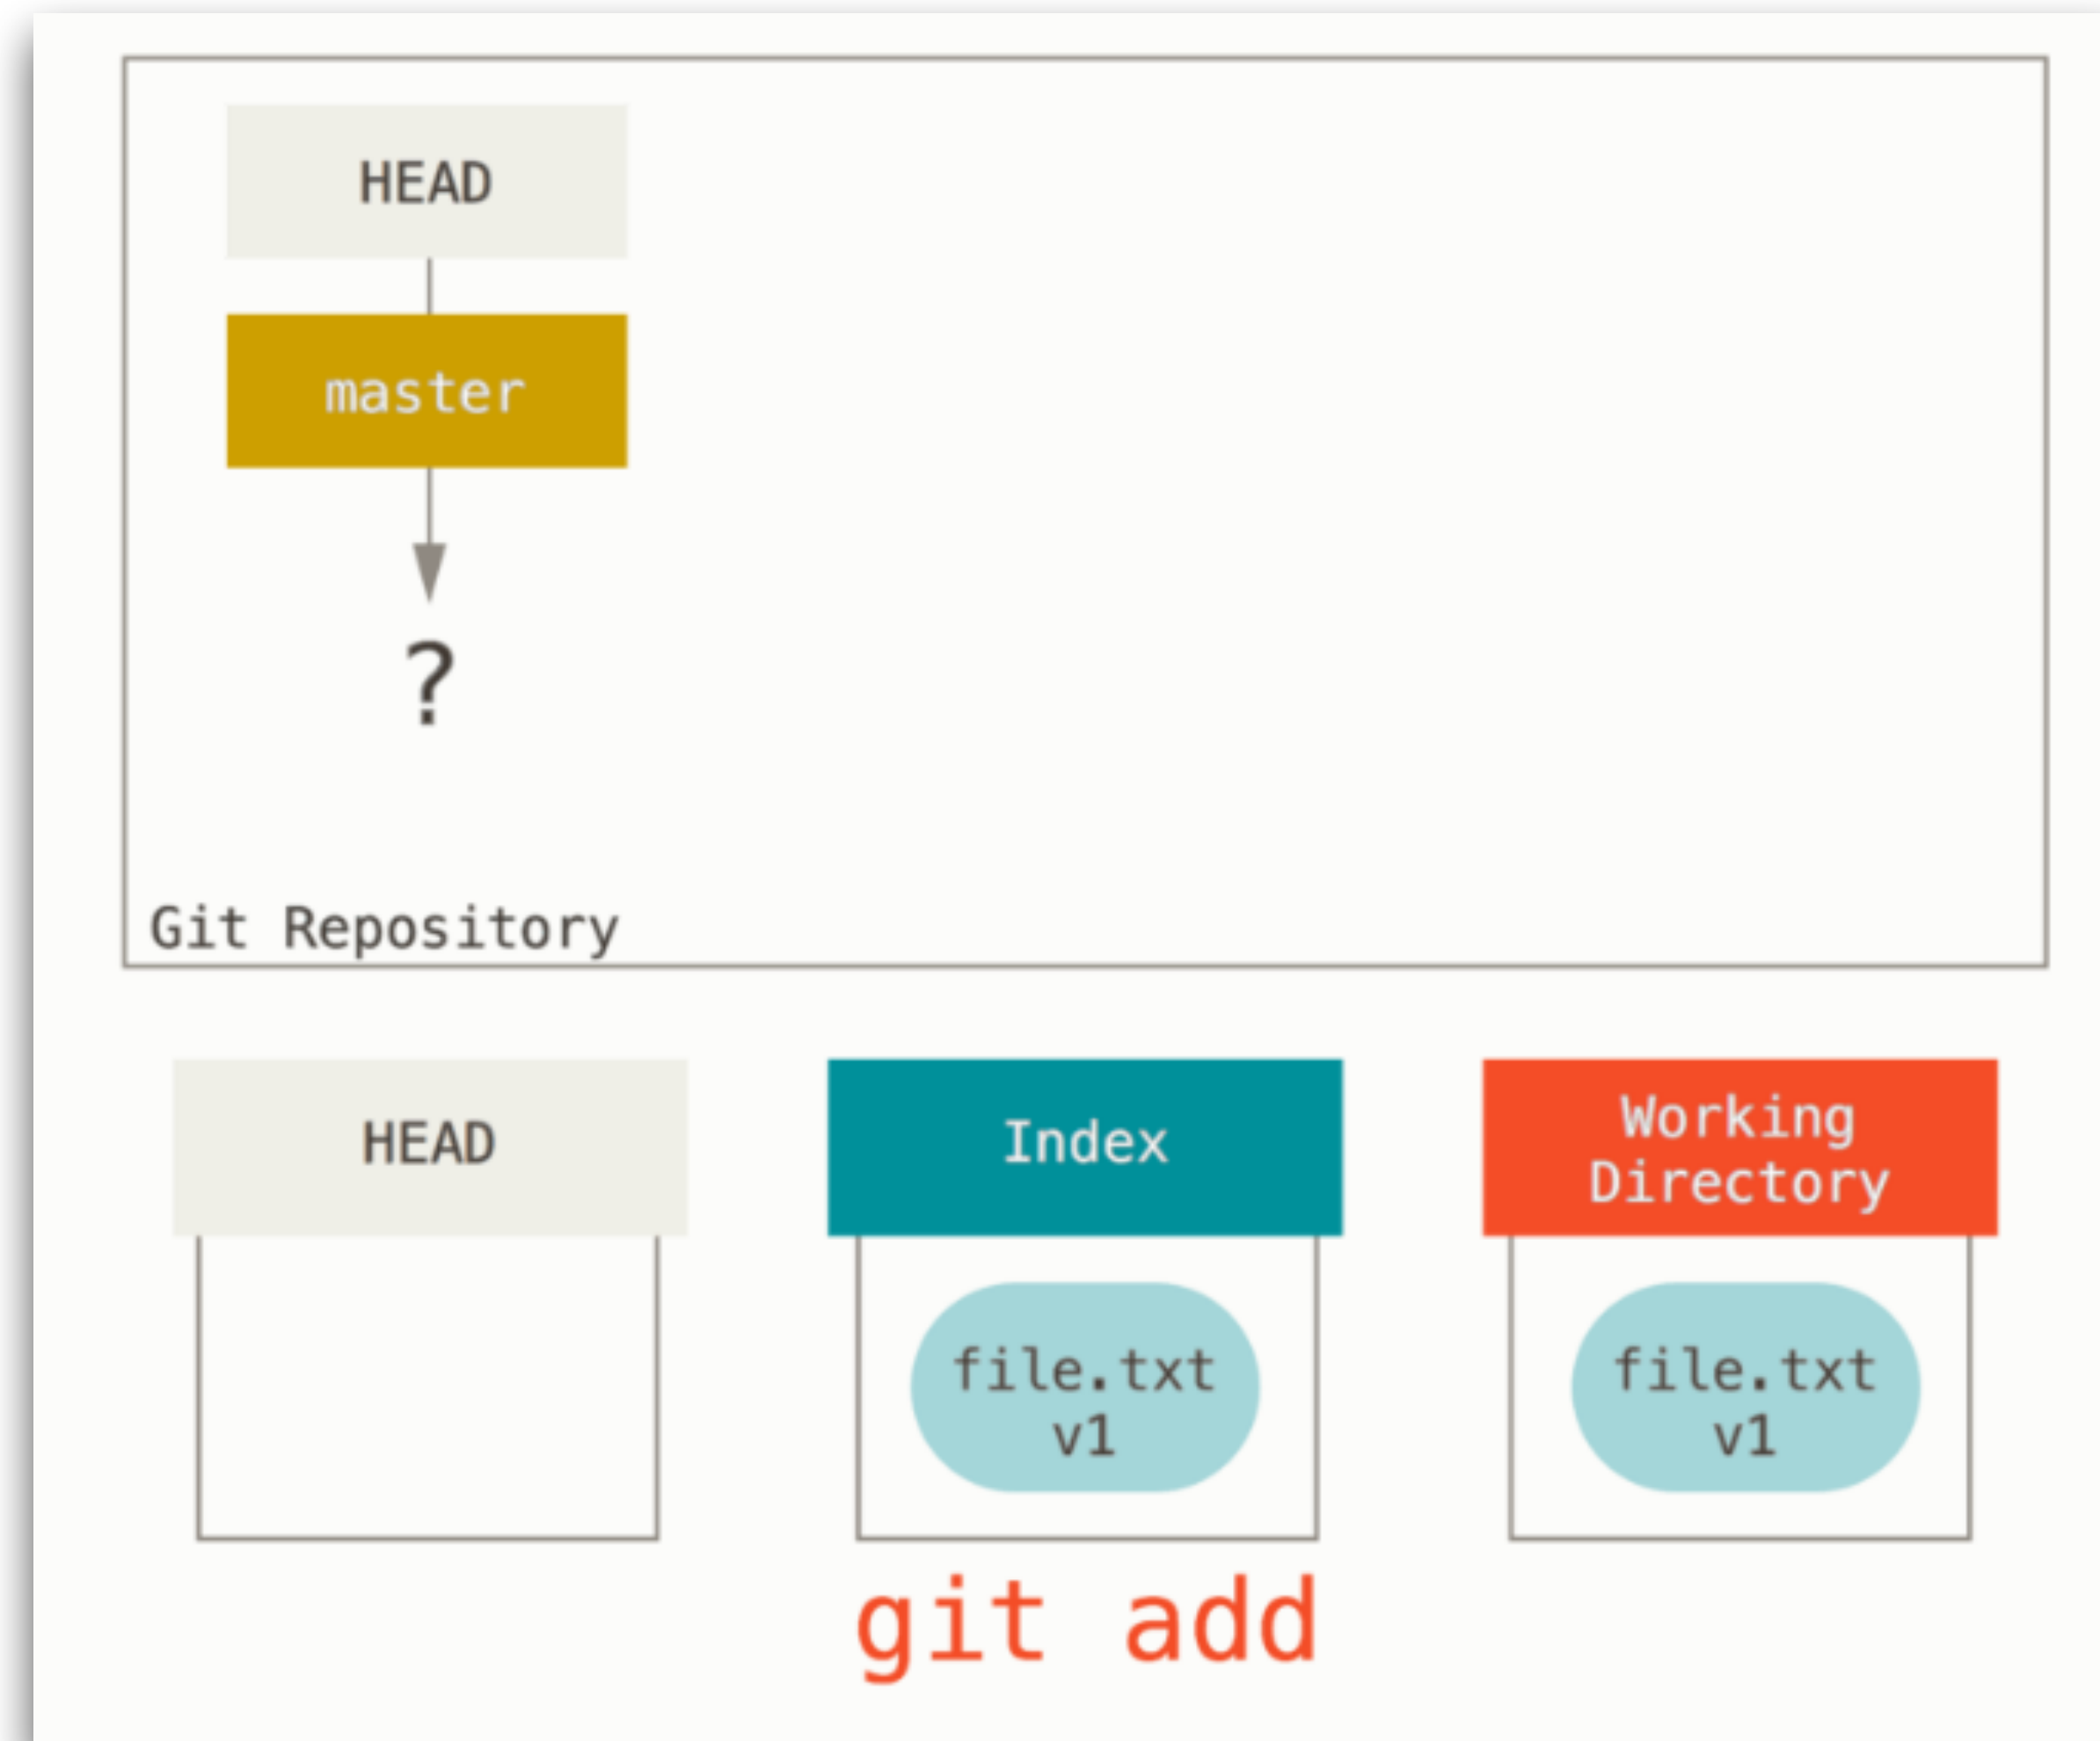 HEAD
master
?
Git Repository
HEAD
Index
Working
Directory
file.txt
v1
file.txt
v1
git add